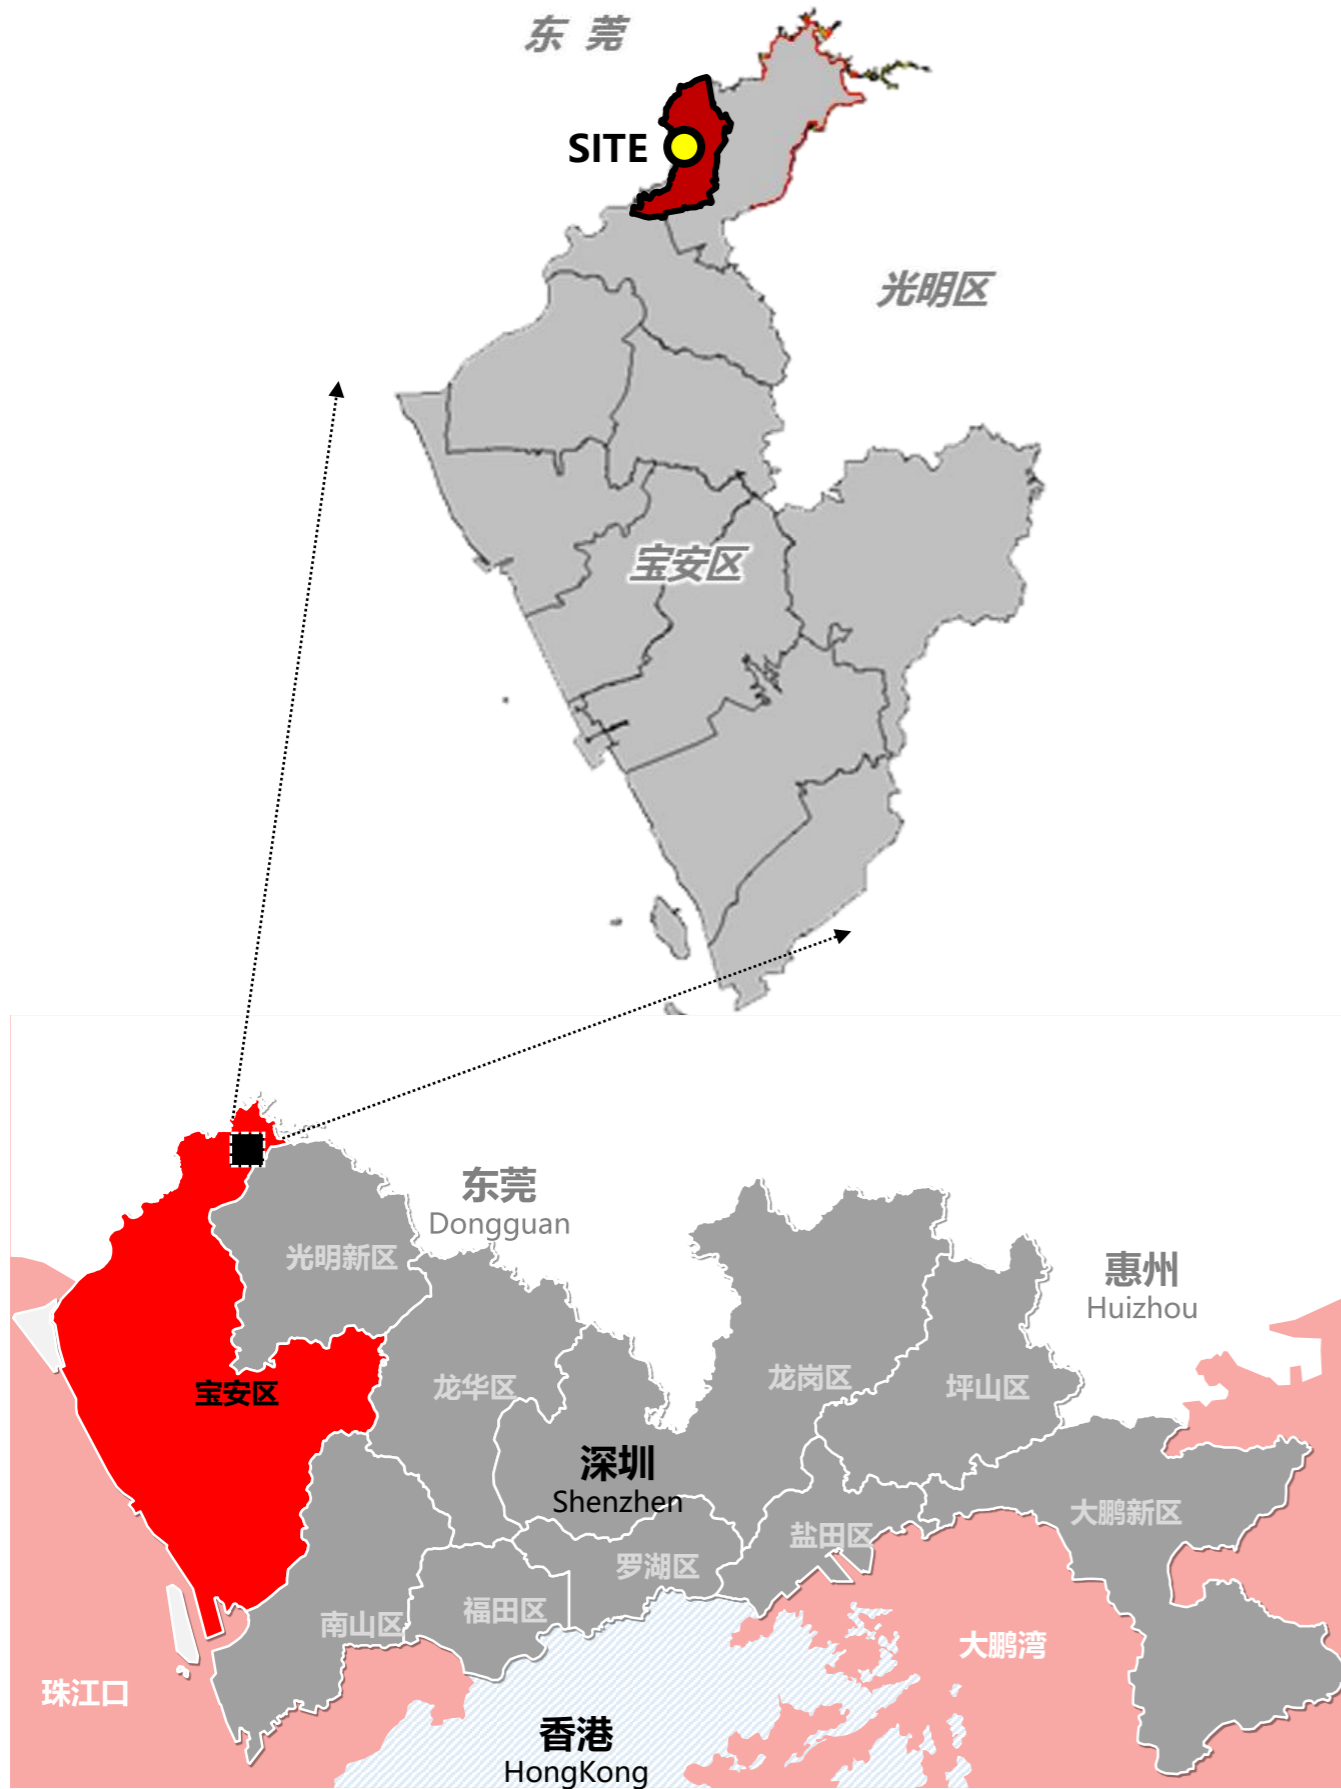 东 莞
SITE
光明区
宝安区
东莞
Dongguan
光明新区
惠州
Huizhou
宝安区
龙华区
龙岗区
坪山区
深圳
Shenzhen
大鹏新区
盐田区
罗湖区
福田区
南山区
大鹏湾
珠江口
香港
HongKong